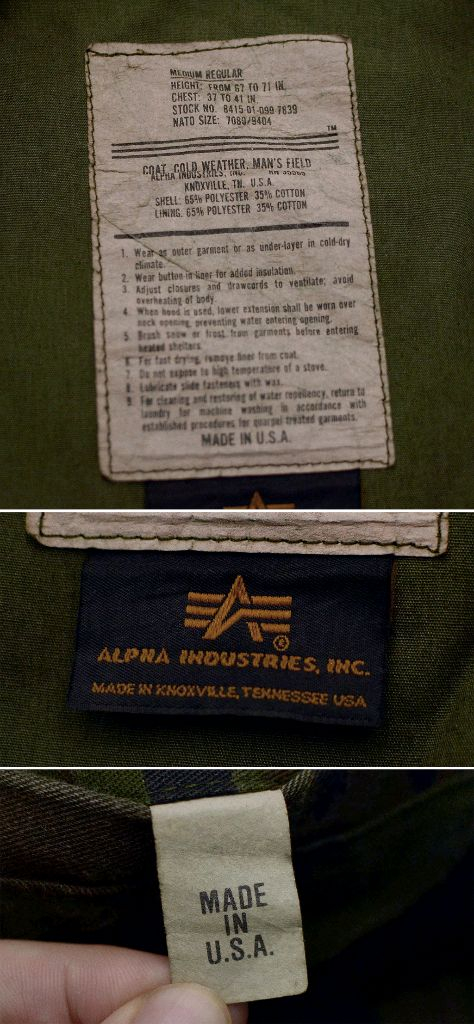 MEDIUM REGULAR
HEIGHT: FROM 67 TO 71 IN.
CHEST: 37 TO 41 IN.
STOCK NO. 8415-01-099-7839
NATO SIZE: 7080/9404
TM
COAT, COLD WEATHER, MAN'S FIELD
ALPHA INDUSTRIES, INC.
KNOXVILLE, TN. U.S.A.
SHELL: 65% POLYESTER 35% COTTON
LINING: 65% POLYESTER 35% COTTON
1. Wear as outer garment or as under-layer in cold-dry
climate.
2. Wear button in liner for added insulation.
3. Adjust closures and drawcords to ventilate; avoid
overheating of body.
4. When hood is used, lower extension shall be worn over
neck opening, preventing water entering opening.
5. Brush snow or frost from garments before entering
heated shelters.
6. For fast drying, remove liner from coat.
7. Do not expose to high temperature of a stove.
8. Lubricate slide fasteners with wax.
9. For cleaning and restoring of water repellency, return to
laundry for machine washing in accordance with
established procedures for quarpel treated garments.
MADE IN U.S.A.
ALPHA INDUSTRIES, INC.
MADE IN KNOXVILLE, TENNESSEE USA
MADE
IN
U.S.A.